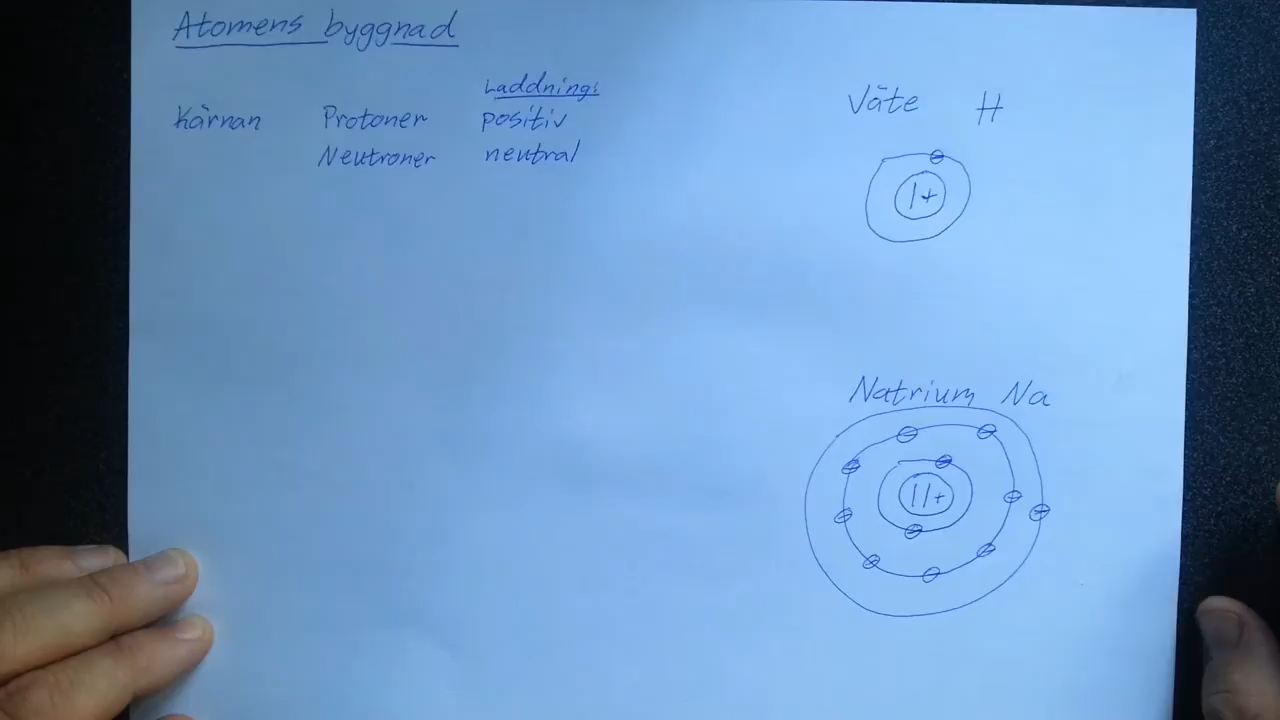 Atomens byggnad
Laddning:
Kärnan Protoner positiv
Neutroner neutral
Väte H
1+
Natrium Na
11+